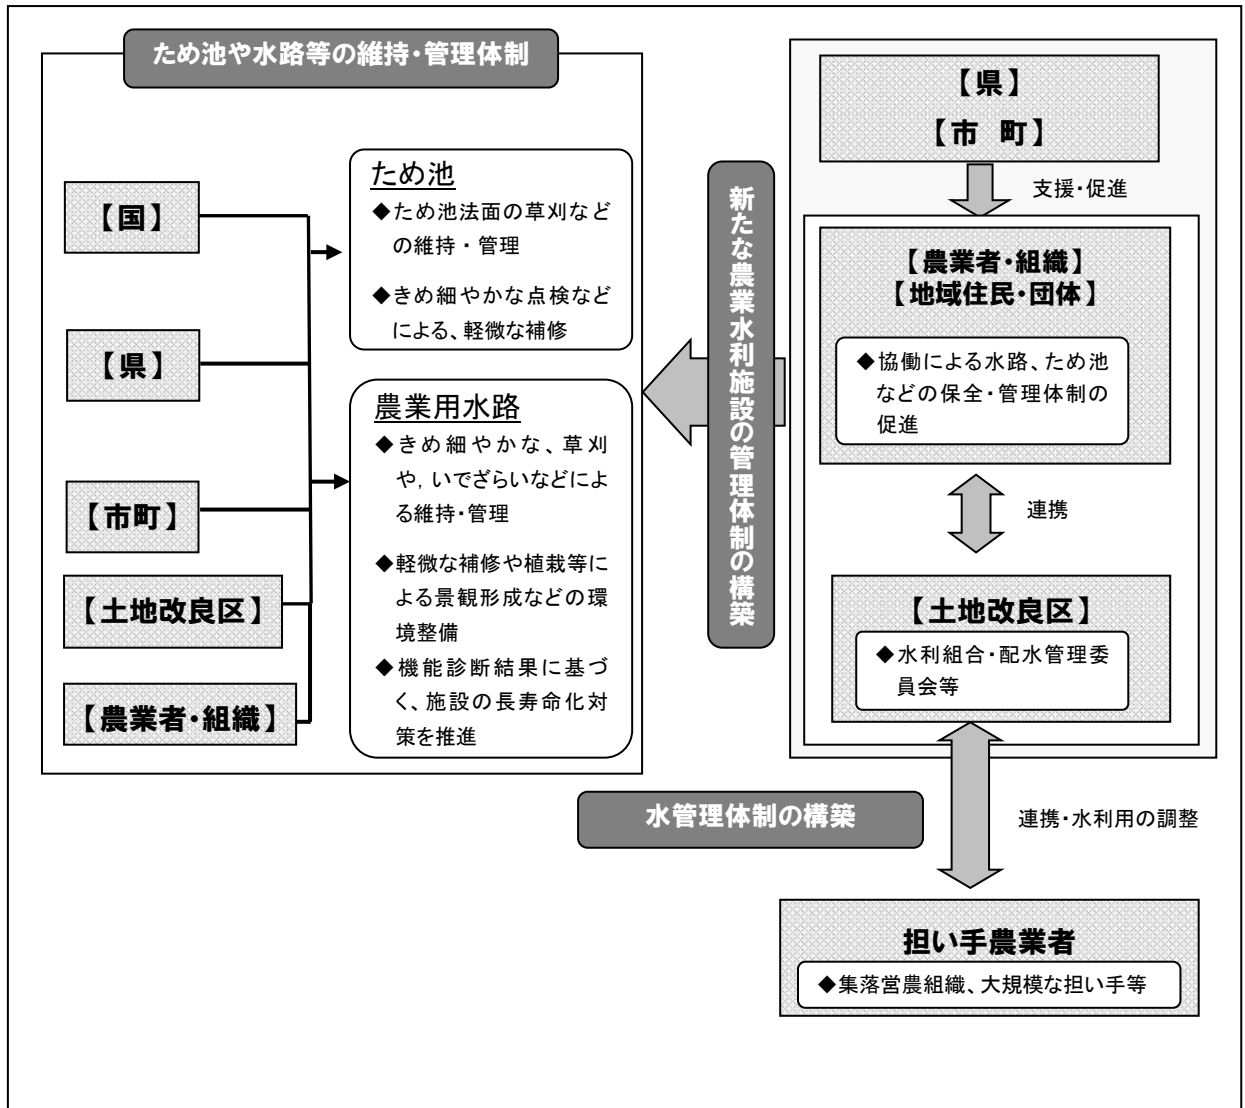 ため池や水路等の維持・管理体制
【国】
【県】
【市町】
【土地改良区】
【農業者・組織】
ため池
◆ため池法面の草刈など
の維持・管理
◆きめ細やかな点検など
による、軽微な補修
農業用水路
◆きめ細やかな、草刈
や,いでざらいなどによ
る維持・管理
◆軽微な補修や植栽等に
よる景観形成などの環
境整備
◆機能診断結果に基づ
く、施設の長寿命化対
策を推進
新たな農業水利施設の管理体制の構築
【県】
【市 町】
支援・促進
【農業者・組織】
【地域住民・団体】
◆協働による水路、ため池
などの保全・管理体制の
促進
連携
【土地改良区】
◆水利組合・配水管理委
員会等
水管理体制の構築
連携・水利用の調整
担い手農業者
◆集落営農組織、大規模な担い手等